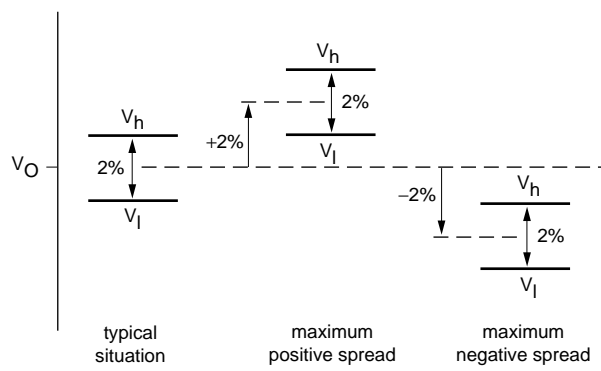 Vh
2%
+2%
Vl
Vh
VO
2%
Vl
–2%
Vh
2%
Vl
typical
situation
maximum
positive spread
maximum
negative spread